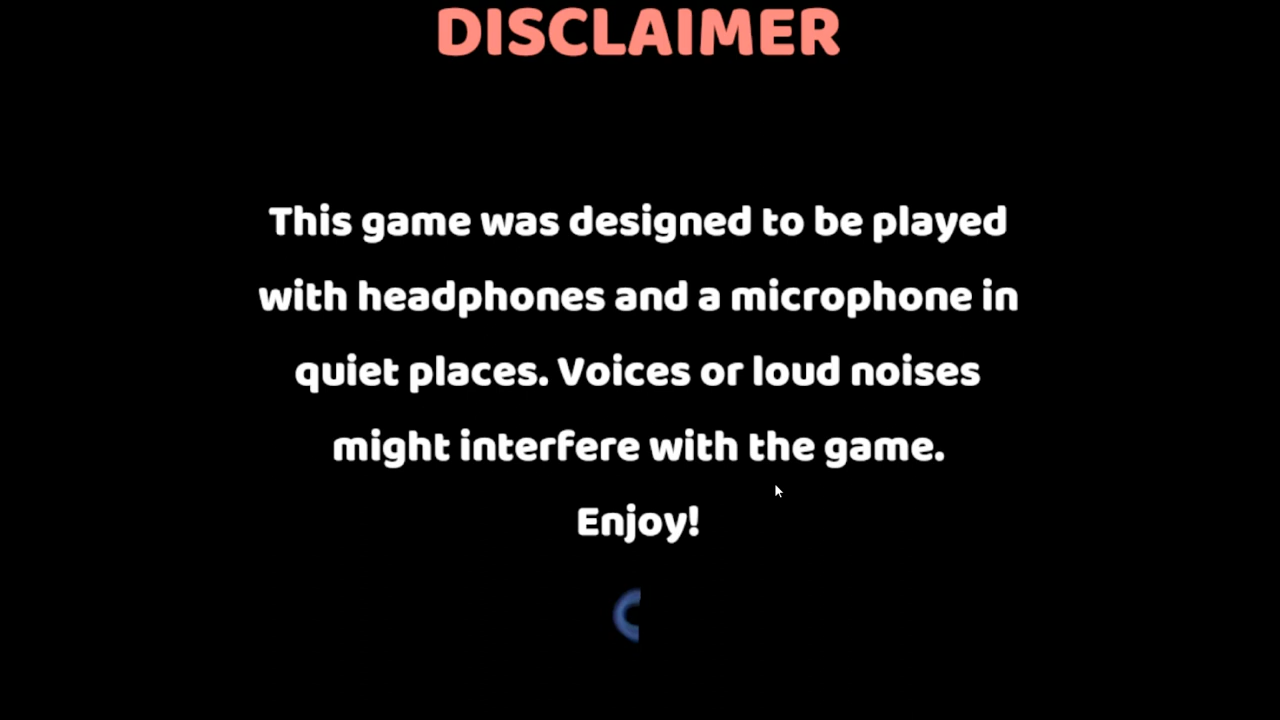 DISCLAIMER
This game was designed to be played
with headphones and a microphone in
quiet places. Voices or loud noises
might interfere with the game.
Enjoy!